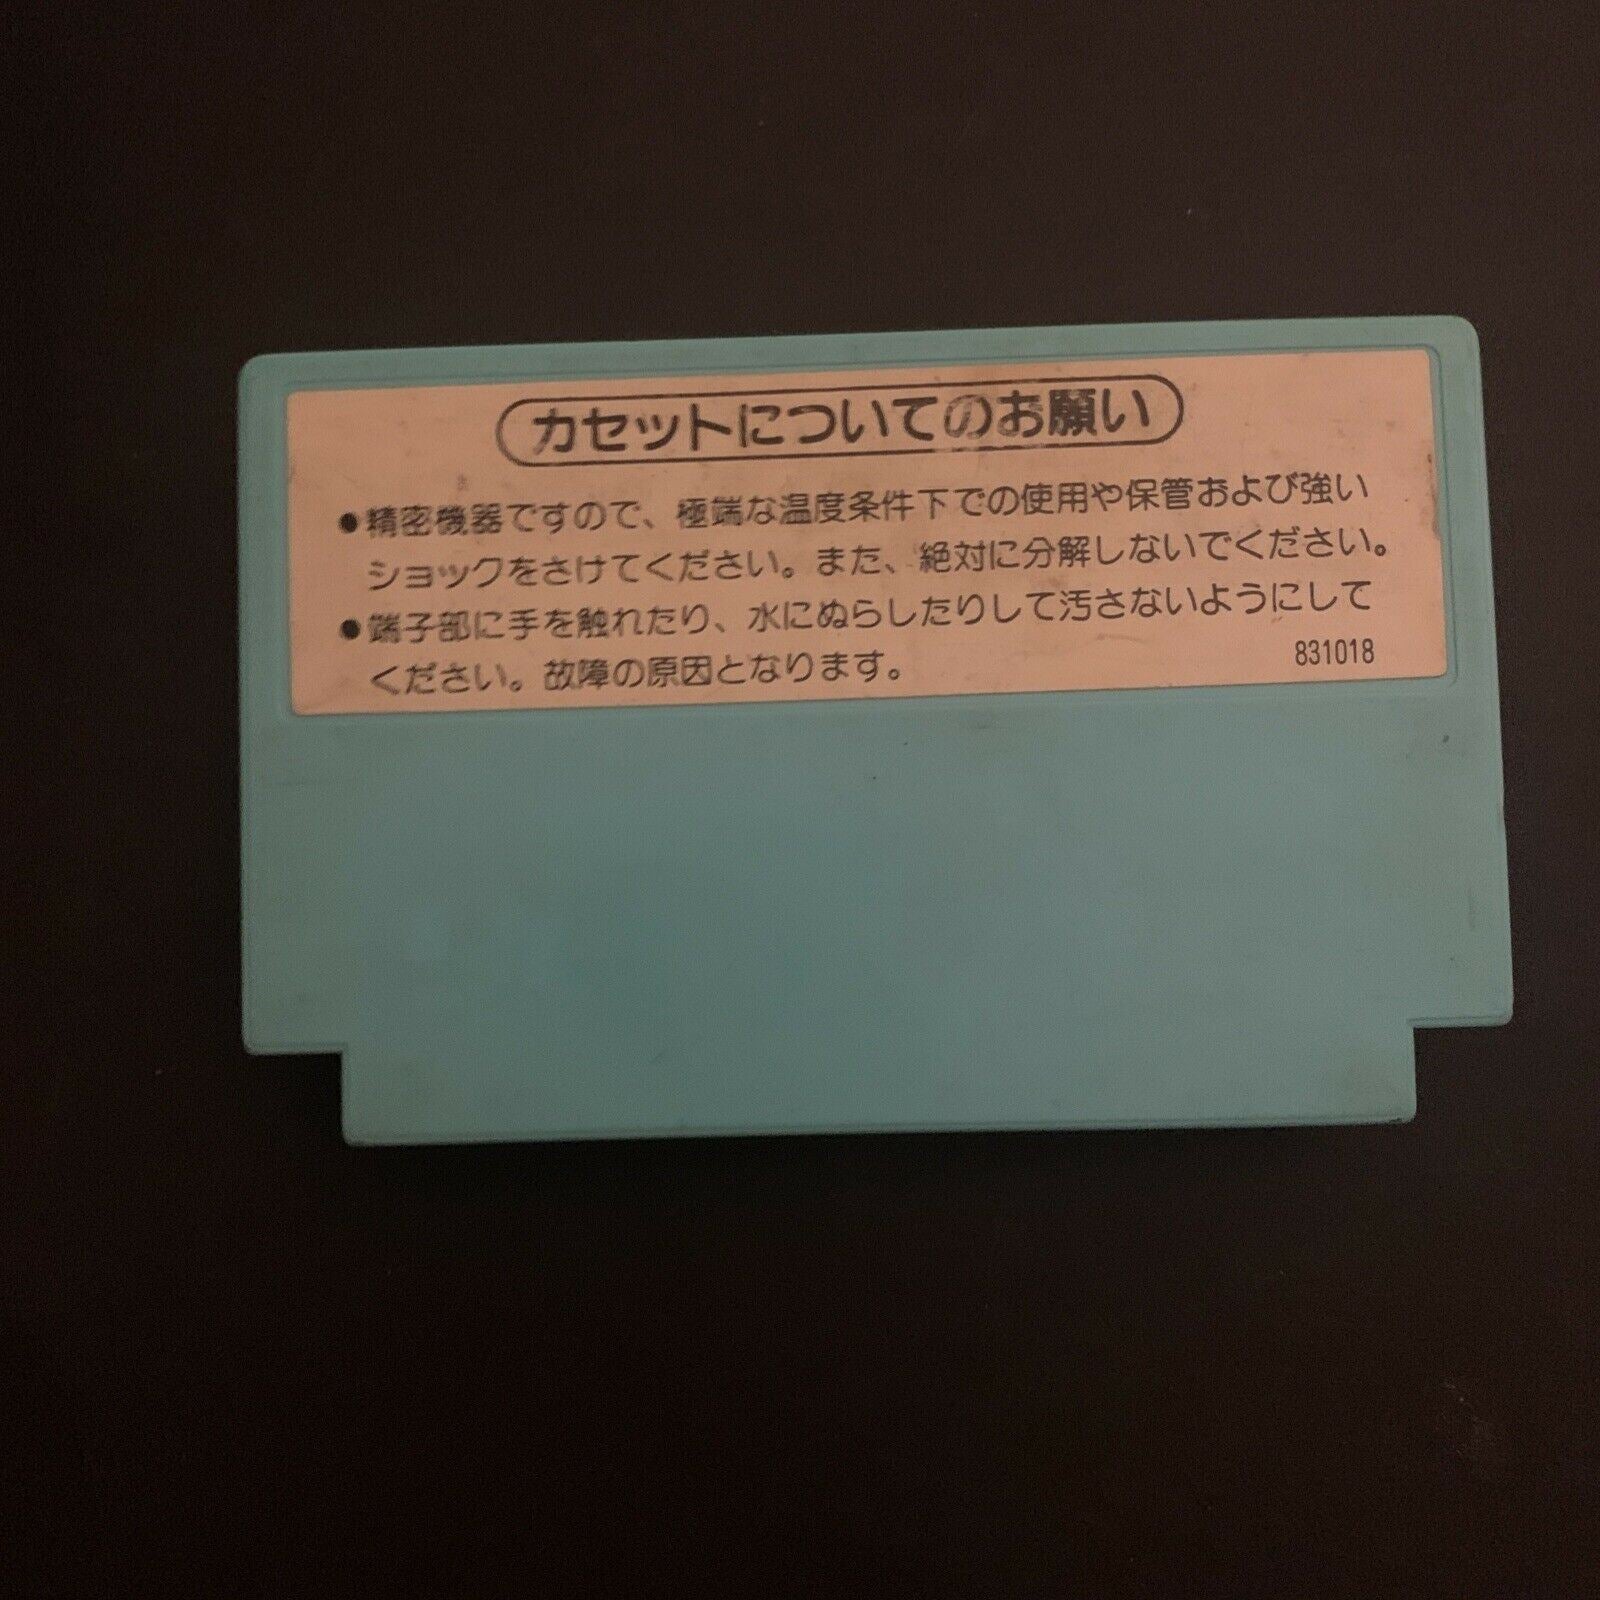 カセットについてのお願い
●精密機器ですので、極端な温度条件下での使用や保管および強い
ショックをさけてください。また、絶対に分解しないでください。
●端子部に手を触れたり、水にぬらしたりして汚さないようにして
ください。故障の原因となります。
831018